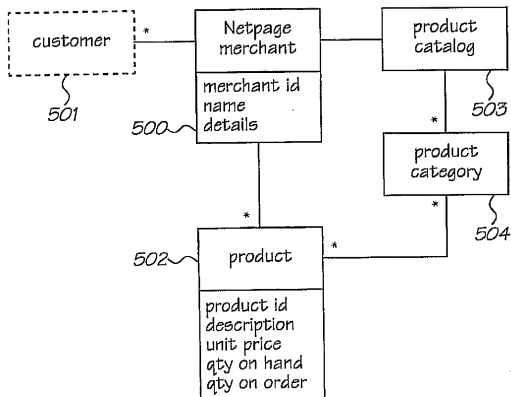 customer
*
501
Netpage
merchant
merchant id
name
details
500
product
catalog
503
*
product
category
504
*
*
*
502
product
product id
description
unit price
qty on hand
qty on order